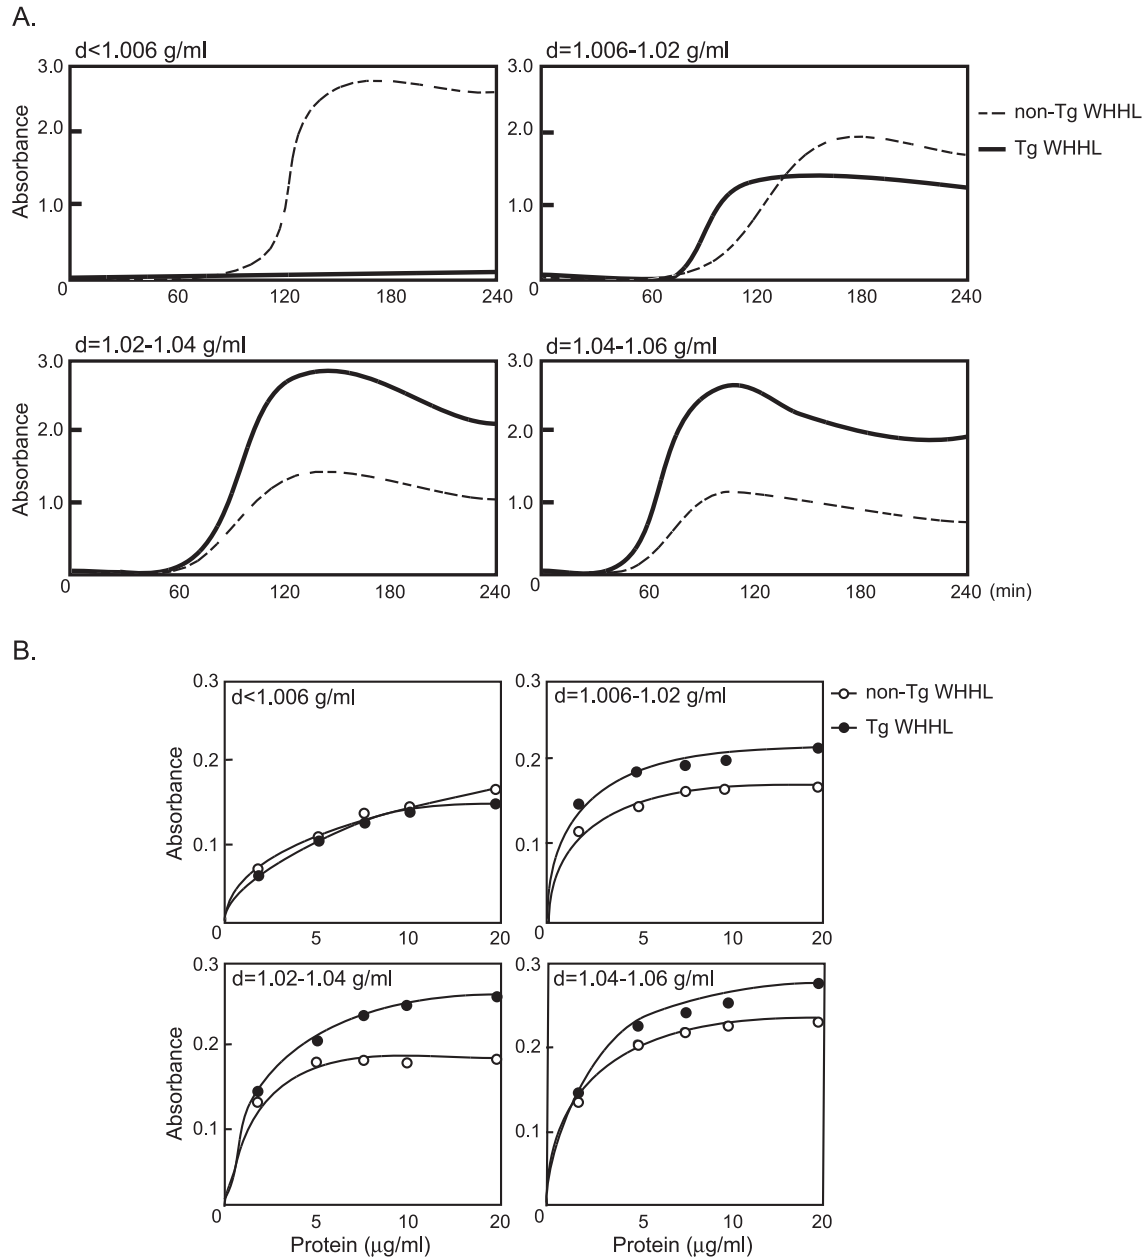 A.
d<1.006 g/ml
d=1.006-1.02 g/ml
3.0
2.0
1.0
0
60
120
180
240
Absorbance
3.0
2.0
1.0
0
60
120
180
240
non-Tg WHHL
Tg WHHL
d=1.02-1.04 g/ml
d=1.04-1.06 g/ml
3.0
2.0
1.0
0
60
120
180
240
Absorbance
3.0
2.0
1.0
0
60
120
180
240 (min)
B.
0.3
0.2
0.1
0
5
10
20
Absorbance
d<1.006 g/ml
0.3
0.2
0.1
0
5
10
20
d=1.006-1.02 g/ml
non-Tg WHHL
Tg WHHL
0.3
0.2
0.1
0
5
10
20
Absorbance
d=1.02-1.04 g/ml
Protein (μg/ml)
0.3
0.2
0.1
0
5
10
20
d=1.04-1.06 g/ml
Protein (μg/ml)